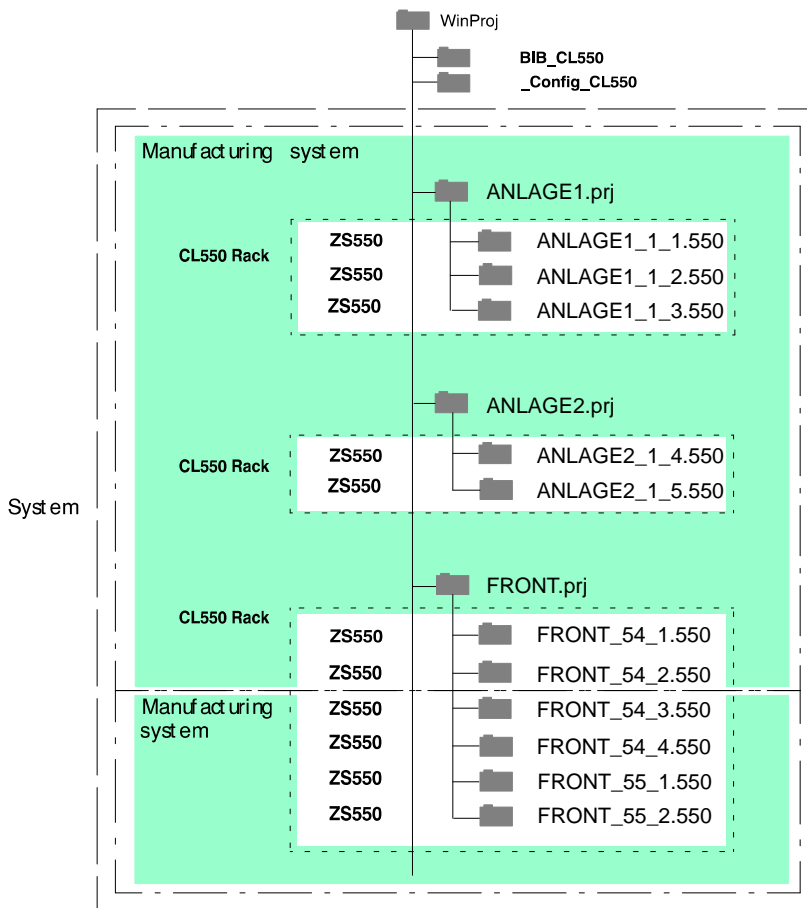 WinProj
BIB_CL550
_Config_CL550
Manufacturing system
ANLAGE1.prj
CL550 Rack
ZS550 ANLAGE1_1_1.550
ZS550 ANLAGE1_1_2.550
ZS550 ANLAGE1_1_3.550
ANLAGE2.prj
CL550 Rack
ZS550 ANLAGE2_1_4.550
ZS550 ANLAGE2_1_5.550
System
FRONT.prj
CL550 Rack
ZS550 FRONT_54_1.550
ZS550 FRONT_54_2.550
Manufacturing
system
ZS550 FRONT_54_3.550
ZS550 FRONT_54_4.550
ZS550 FRONT_55_1.550
ZS550 FRONT_55_2.550